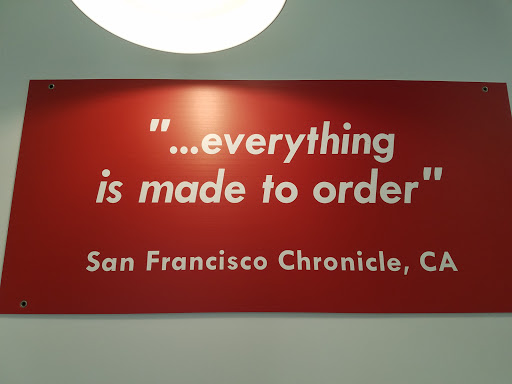 "...everything
is made to order"
San Francisco Chronicle, CA